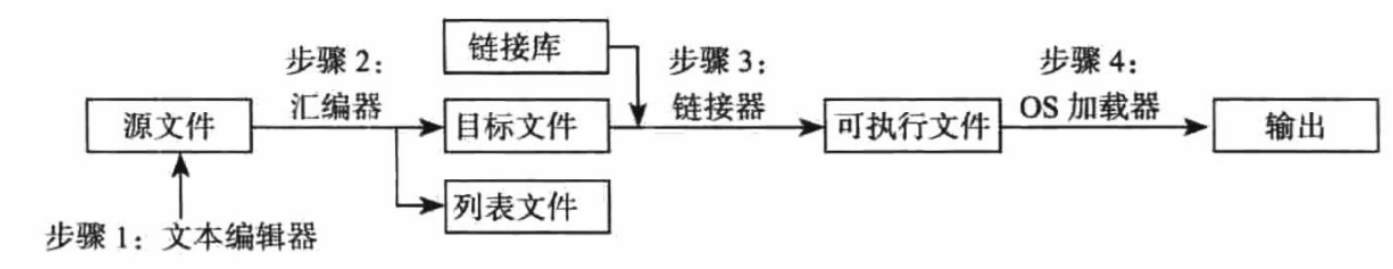 链接库
步骤 2：
汇编器
步骤 3：
链接器
步骤 4：
OS 加载器
源文件
目标文件
可执行文件
输出
列表文件
步骤 1：文本编辑器